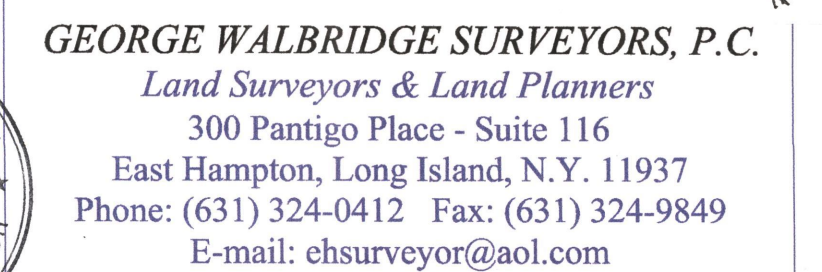 GEORGE WALBRIDGE SURVEYORS, P.C.
Land Surveyors & Land Planners
300 Pantigo Place - Suite 116
East Hampton, Long Island, N.Y. 11937
Phone: (631) 324-0412 Fax: (631) 324-9849
E-mail: ehsurveyor@aol.com